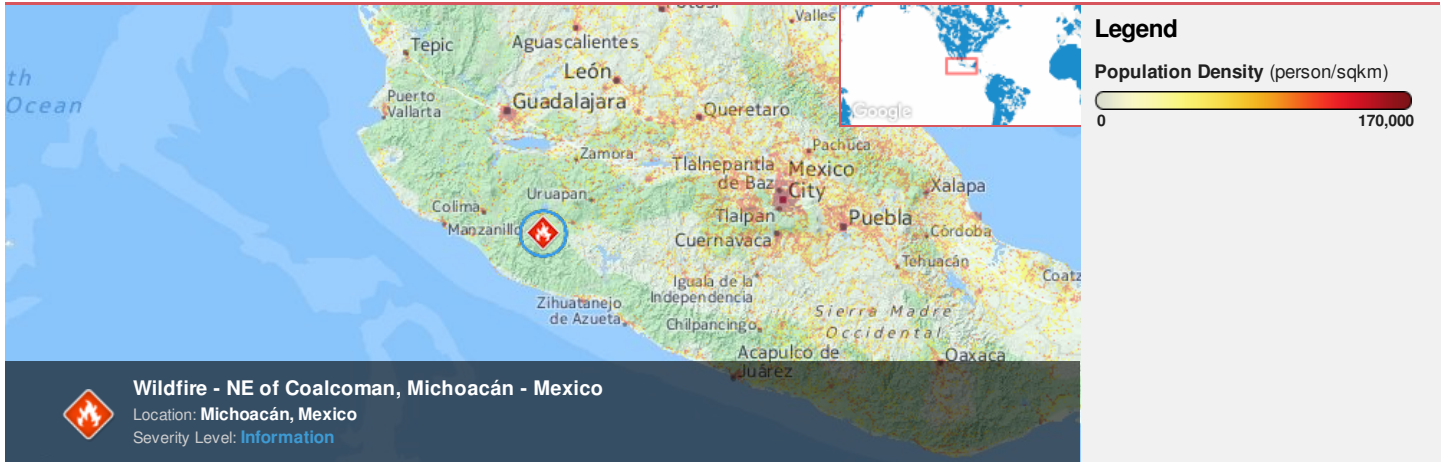 Potosí
Valles
Tepic
Aguascalientes
León
th
Ocean
Puerto
Vallarta
Guadalajara
Queretaro
Google
Pachuca
Zamora
Tlalnepantla
de Baz
Mexico
City
Xalapa
Uruapan
Colima
Manzanillo
Tlalpan
Puebla
Cuernavaca
Córdoba
Tehuacán
Coatz
Iguala de la
Independencia
Zihuatanejo
de Azueta
Sierra Madre
Occidental
Chilpancingo
Acapulco de
Juárez
Oaxaca
Wildfire - NE of Coalcoman, Michoacán - Mexico
Location: Michoacán, Mexico
Severity Level: Information
Legend
Population Density (person/sqkm)
0 170,000